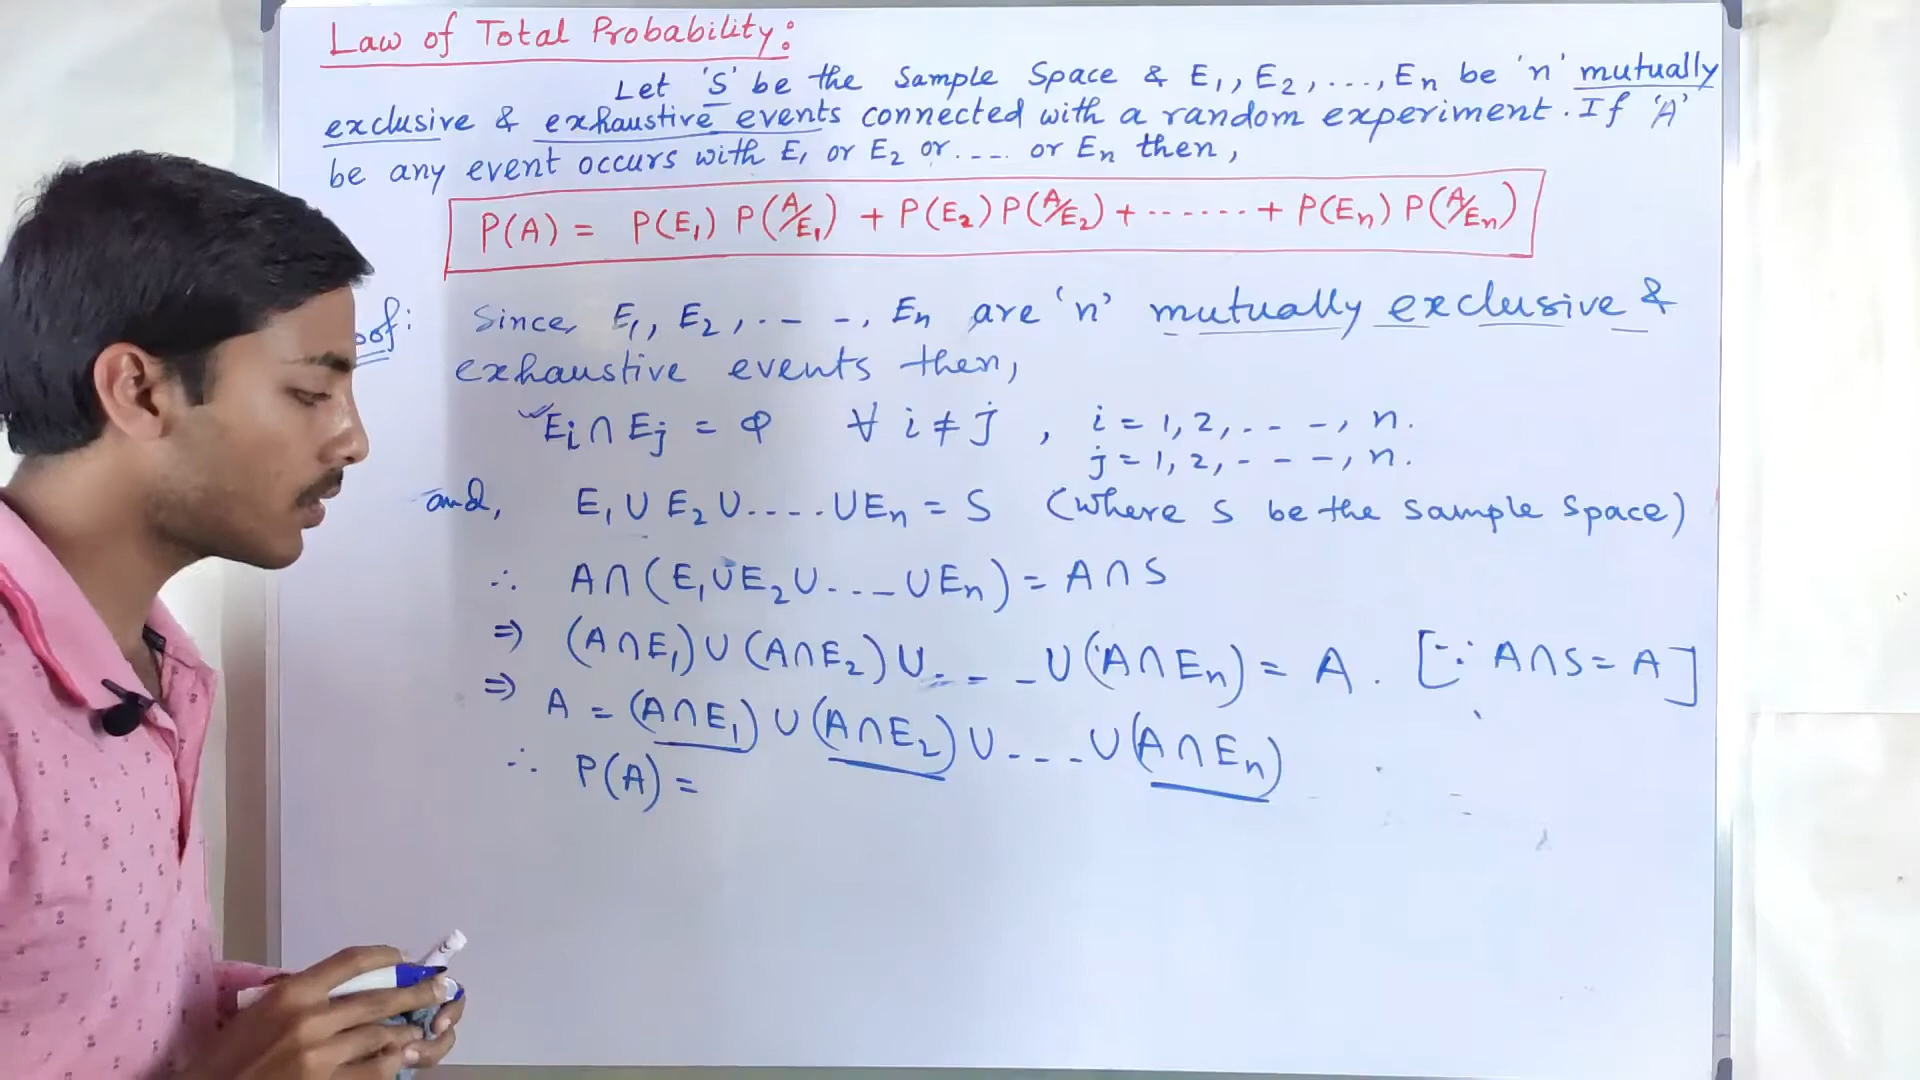 Law of Total Probability:
Let 'S' be the Sample Space & E₁, E₂, ..., Eₙ be 'n' mutually
exclusive & exhaustive events connected with a random experiment. If 'A'
be any event occurs with E₁ or E₂ or.... or Eₙ then,
P(A) = P(E₁) P(A/E₁) + P(E₂) P(A/E₂) + ...... + P(Eₙ) P(A/Eₙ)
oof: Since, E₁, E₂, ..., Eₙ are 'n' mutually exclusive &
exhaustive events then,
Eᵢ ∩ Eⱼ = φ ∀ i ≠ j , i = 1, 2, ..., n.
j = 1, 2, ..., n.
and, E₁ ∪ E₂ ∪ .... ∪ Eₙ = S (where S be the Sample Space)
∴ A ∩ (E₁ ∪ E₂ ∪ .... ∪ Eₙ) = A ∩ S
⇒ (A ∩ E₁) ∪ (A ∩ E₂) ∪ ... ∪ (A ∩ Eₙ) = A . [∵ A ∩ S = A]
⇒ A = (A ∩ E₁) ∪ (A ∩ E₂) ∪ .... ∪ (A ∩ Eₙ)
∴ P(A) =